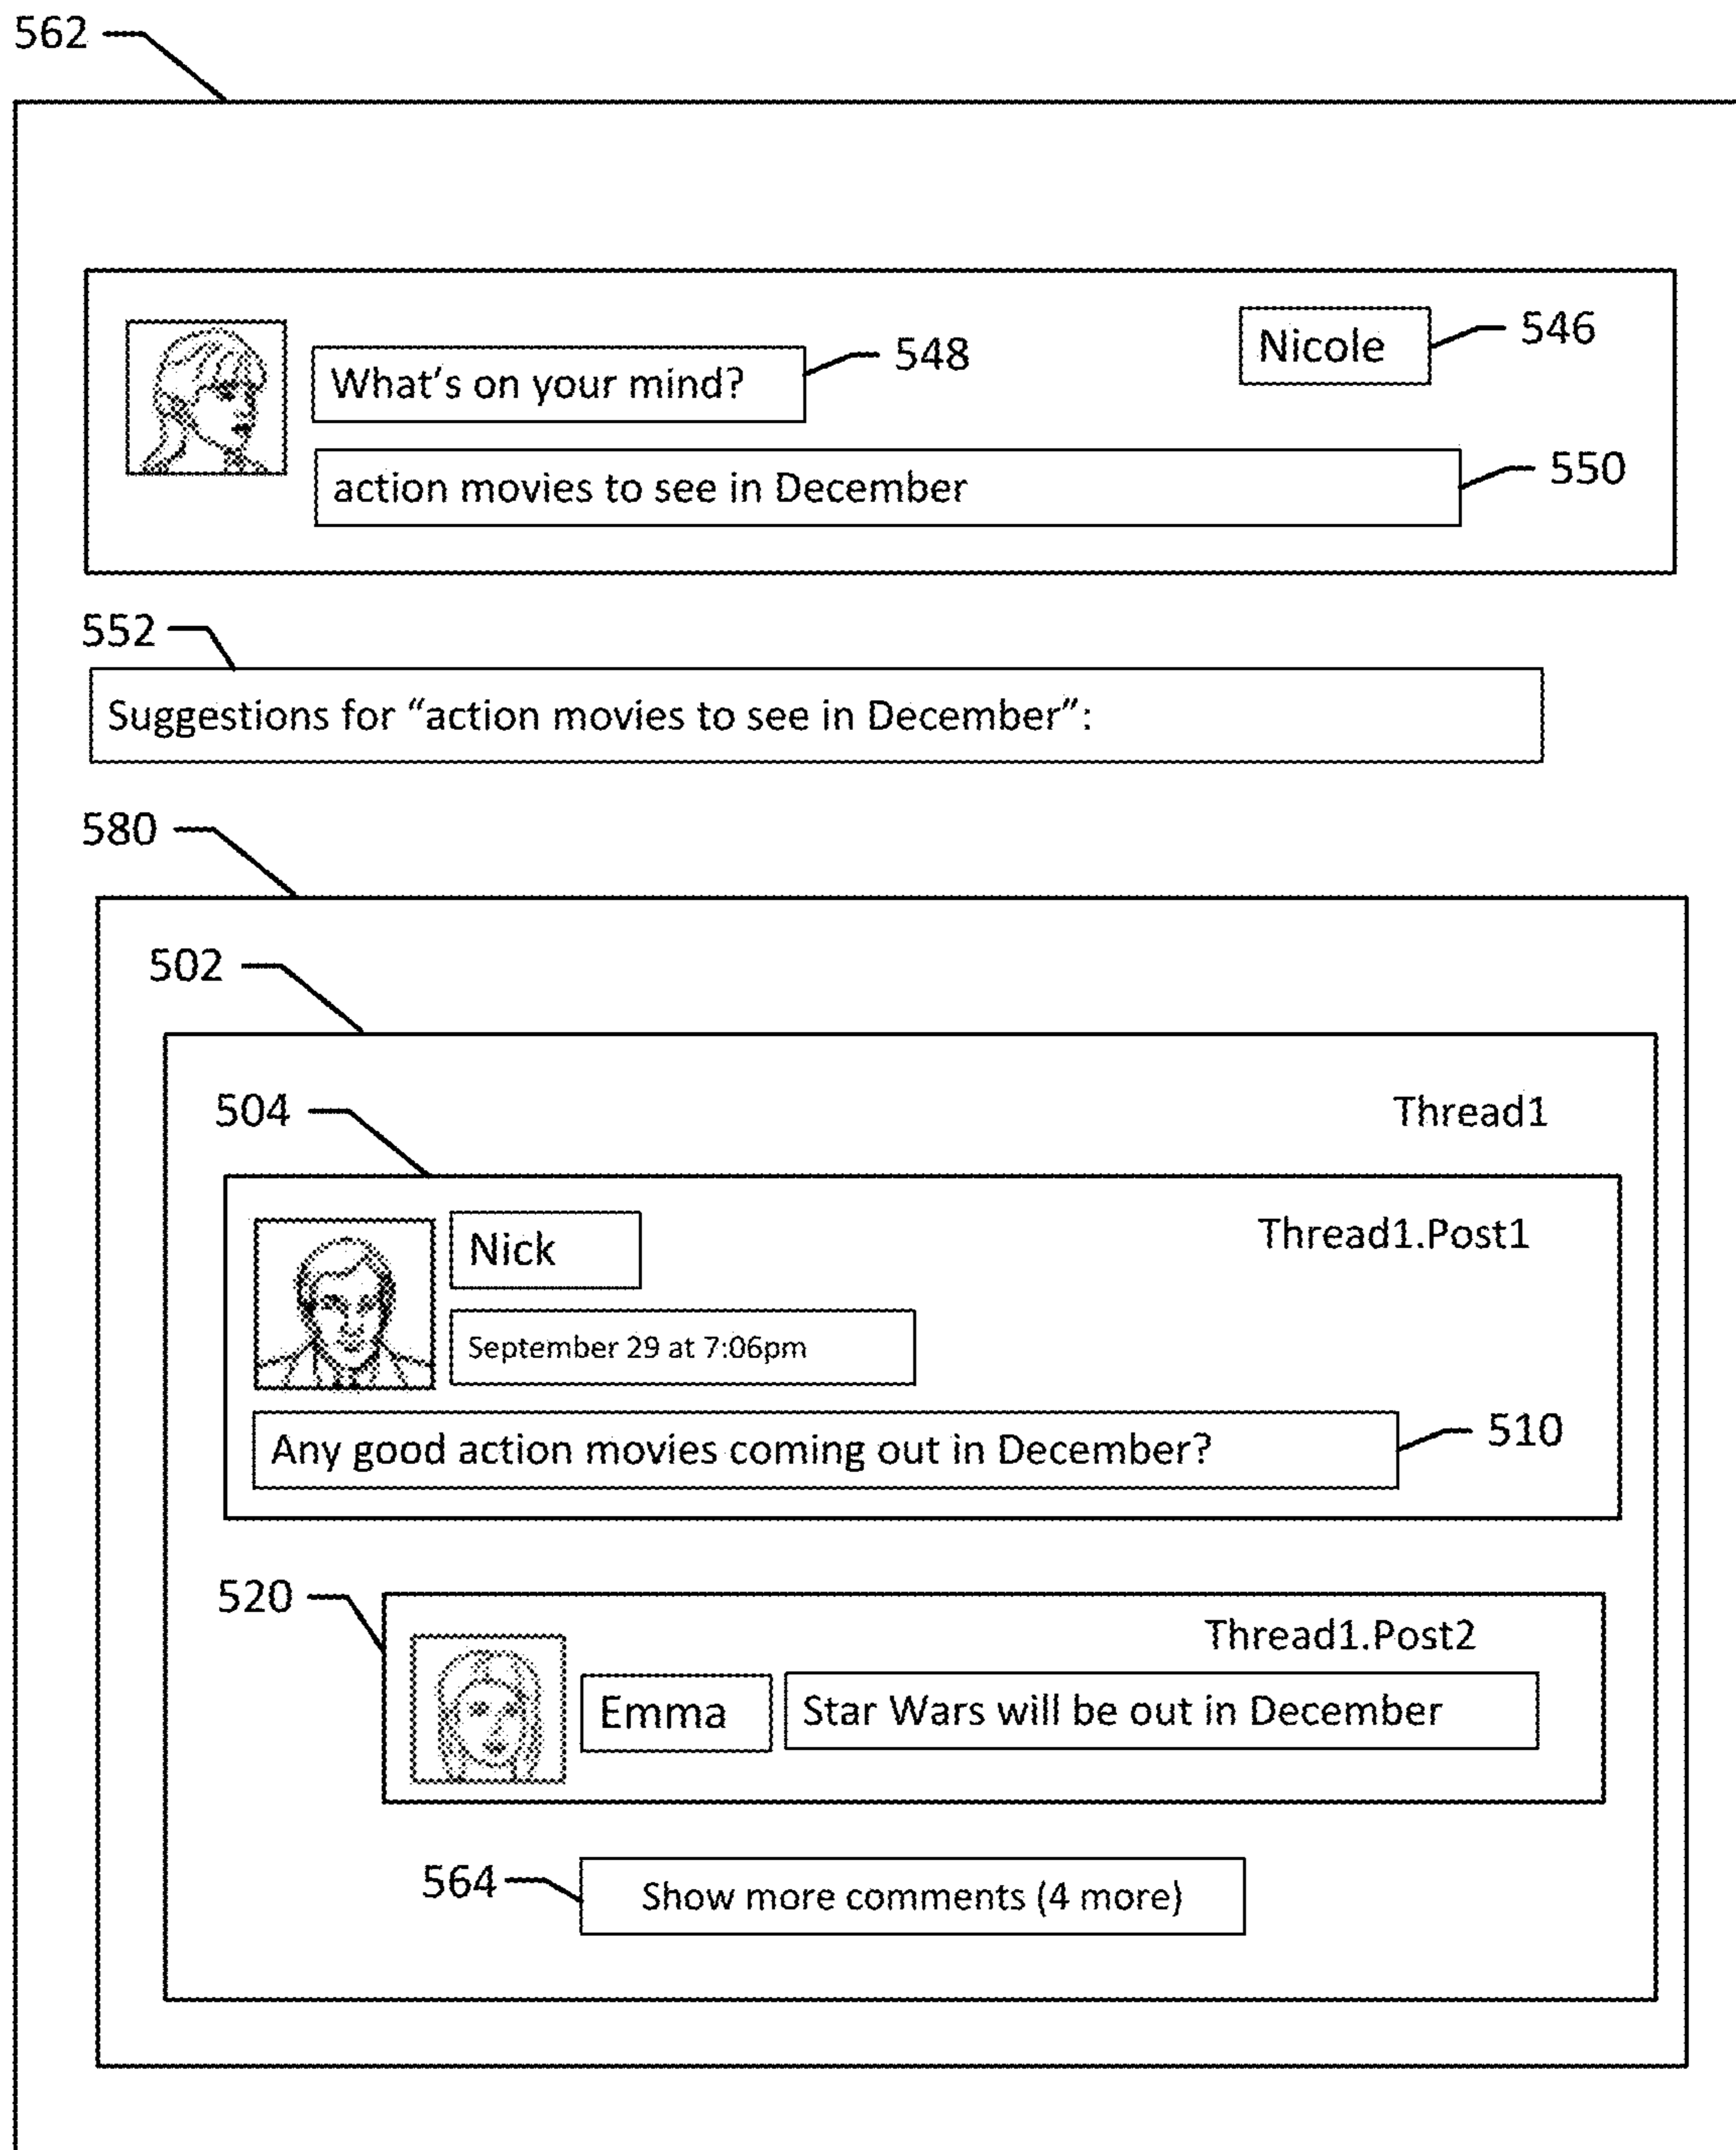 562
Nicole
546
What's on your mind?
548
action movies to see in December
550
552
Suggestions for “action movies to see in December”:
580
502
504
Thread1
Nick
Thread1.Post1
September 29 at 7:06pm
Any good action movies coming out in December?
510
520
Thread1.Post2
Emma
Star Wars will be out in December
564
Show more comments (4 more)